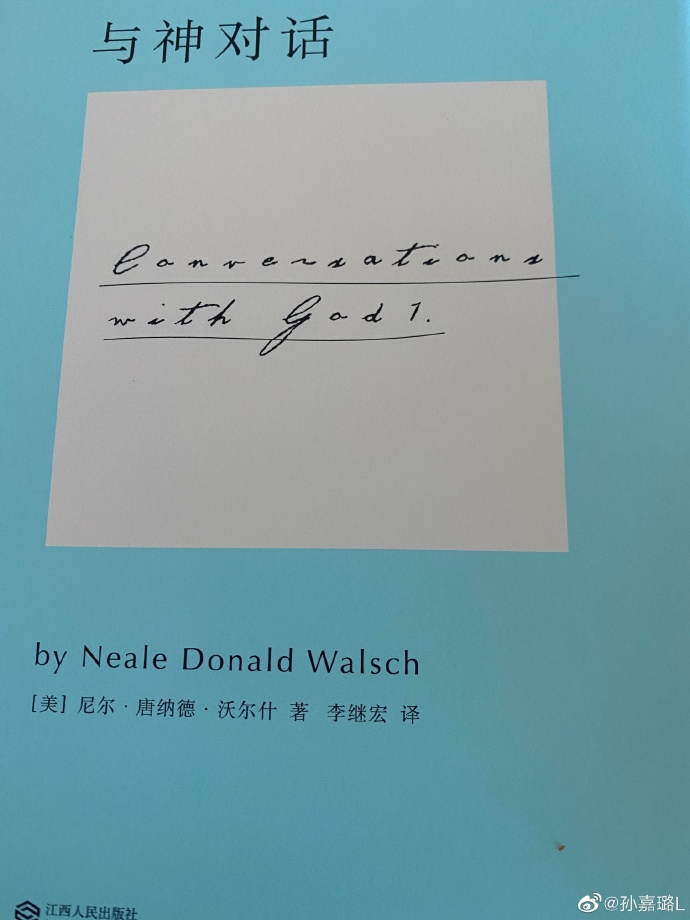 与神对话
Conversations
with God 1.
by Neale Donald Walsch
[美] 尼尔·唐纳德·沃尔什 著 李继宏 译
江西人民出版社
@孙嘉璐L